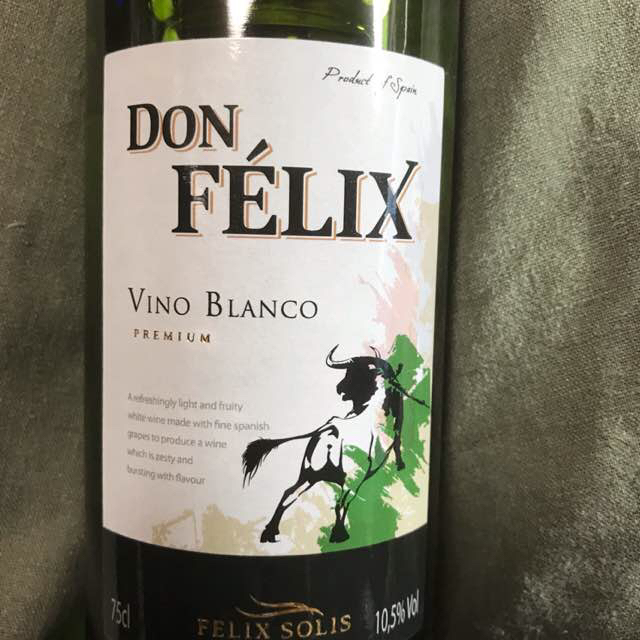 Product of Spain
DON
FÉLIX
VINO BLANCO
PREMIUM
A refreshingly light and fruity
white wine made with fine spanish
grapes to produce a wine
which is zesty and
bursting with flavour
75cl
FELIX SOLIS
10,5% Vol